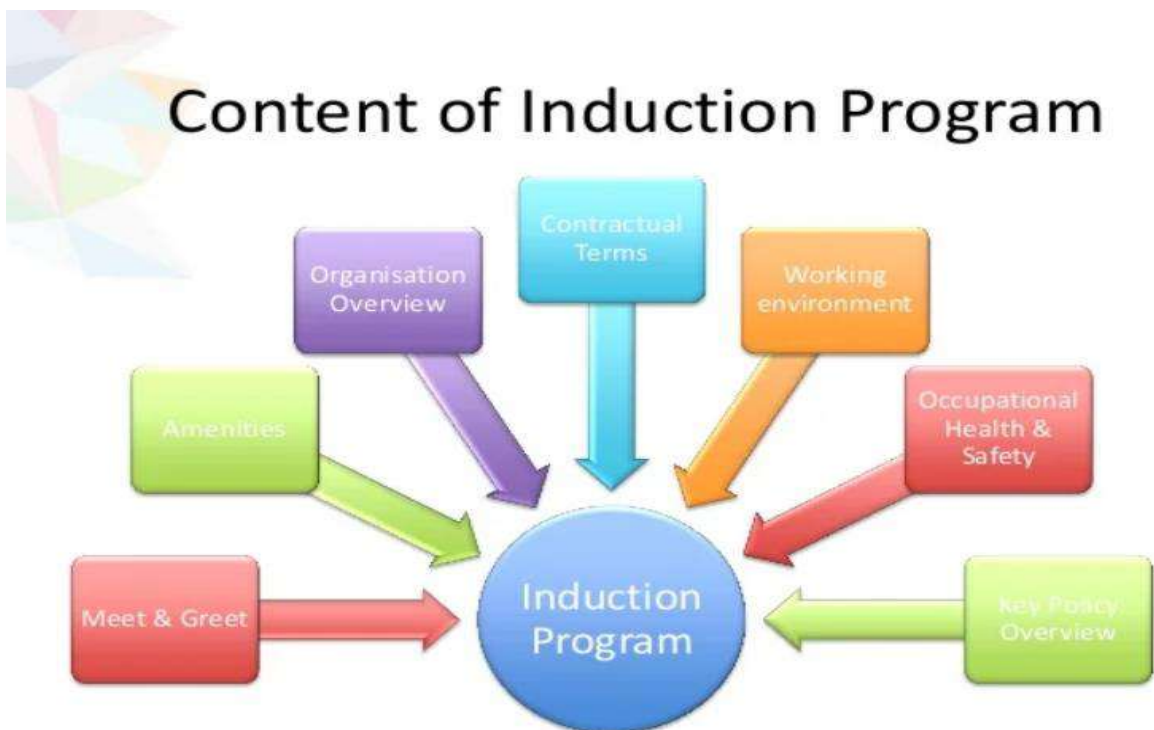 Content of Induction Program
Contractual
Terms
Organisation
Overview
Working
environment
Amenities
Occupational
Health &
Safety
Meet & Greet
Induction
Program
Key Policy
Overview